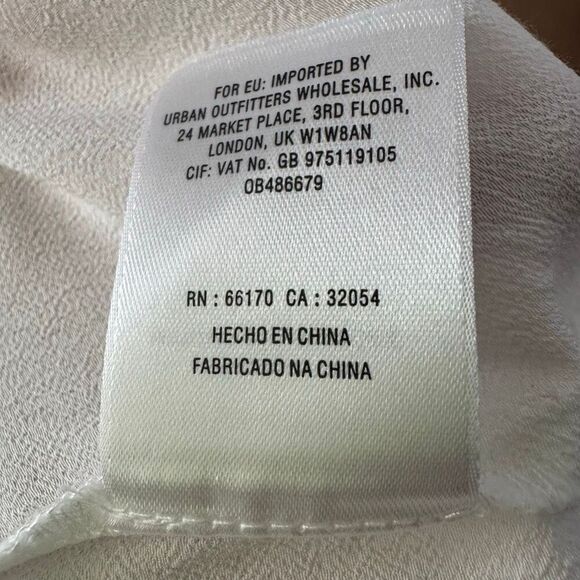 FOR EU: IMPORTED BY
URBAN OUTFITTERS WHOLESALE, INC.
24 MARKET PLACE, 3RD FLOOR,
LONDON, UK W1W8AN
CIF: VAT No. GB 975119105
OB486679
RN : 66170 CA : 32054
HECHO EN CHINA
FABRICADO NA CHINA